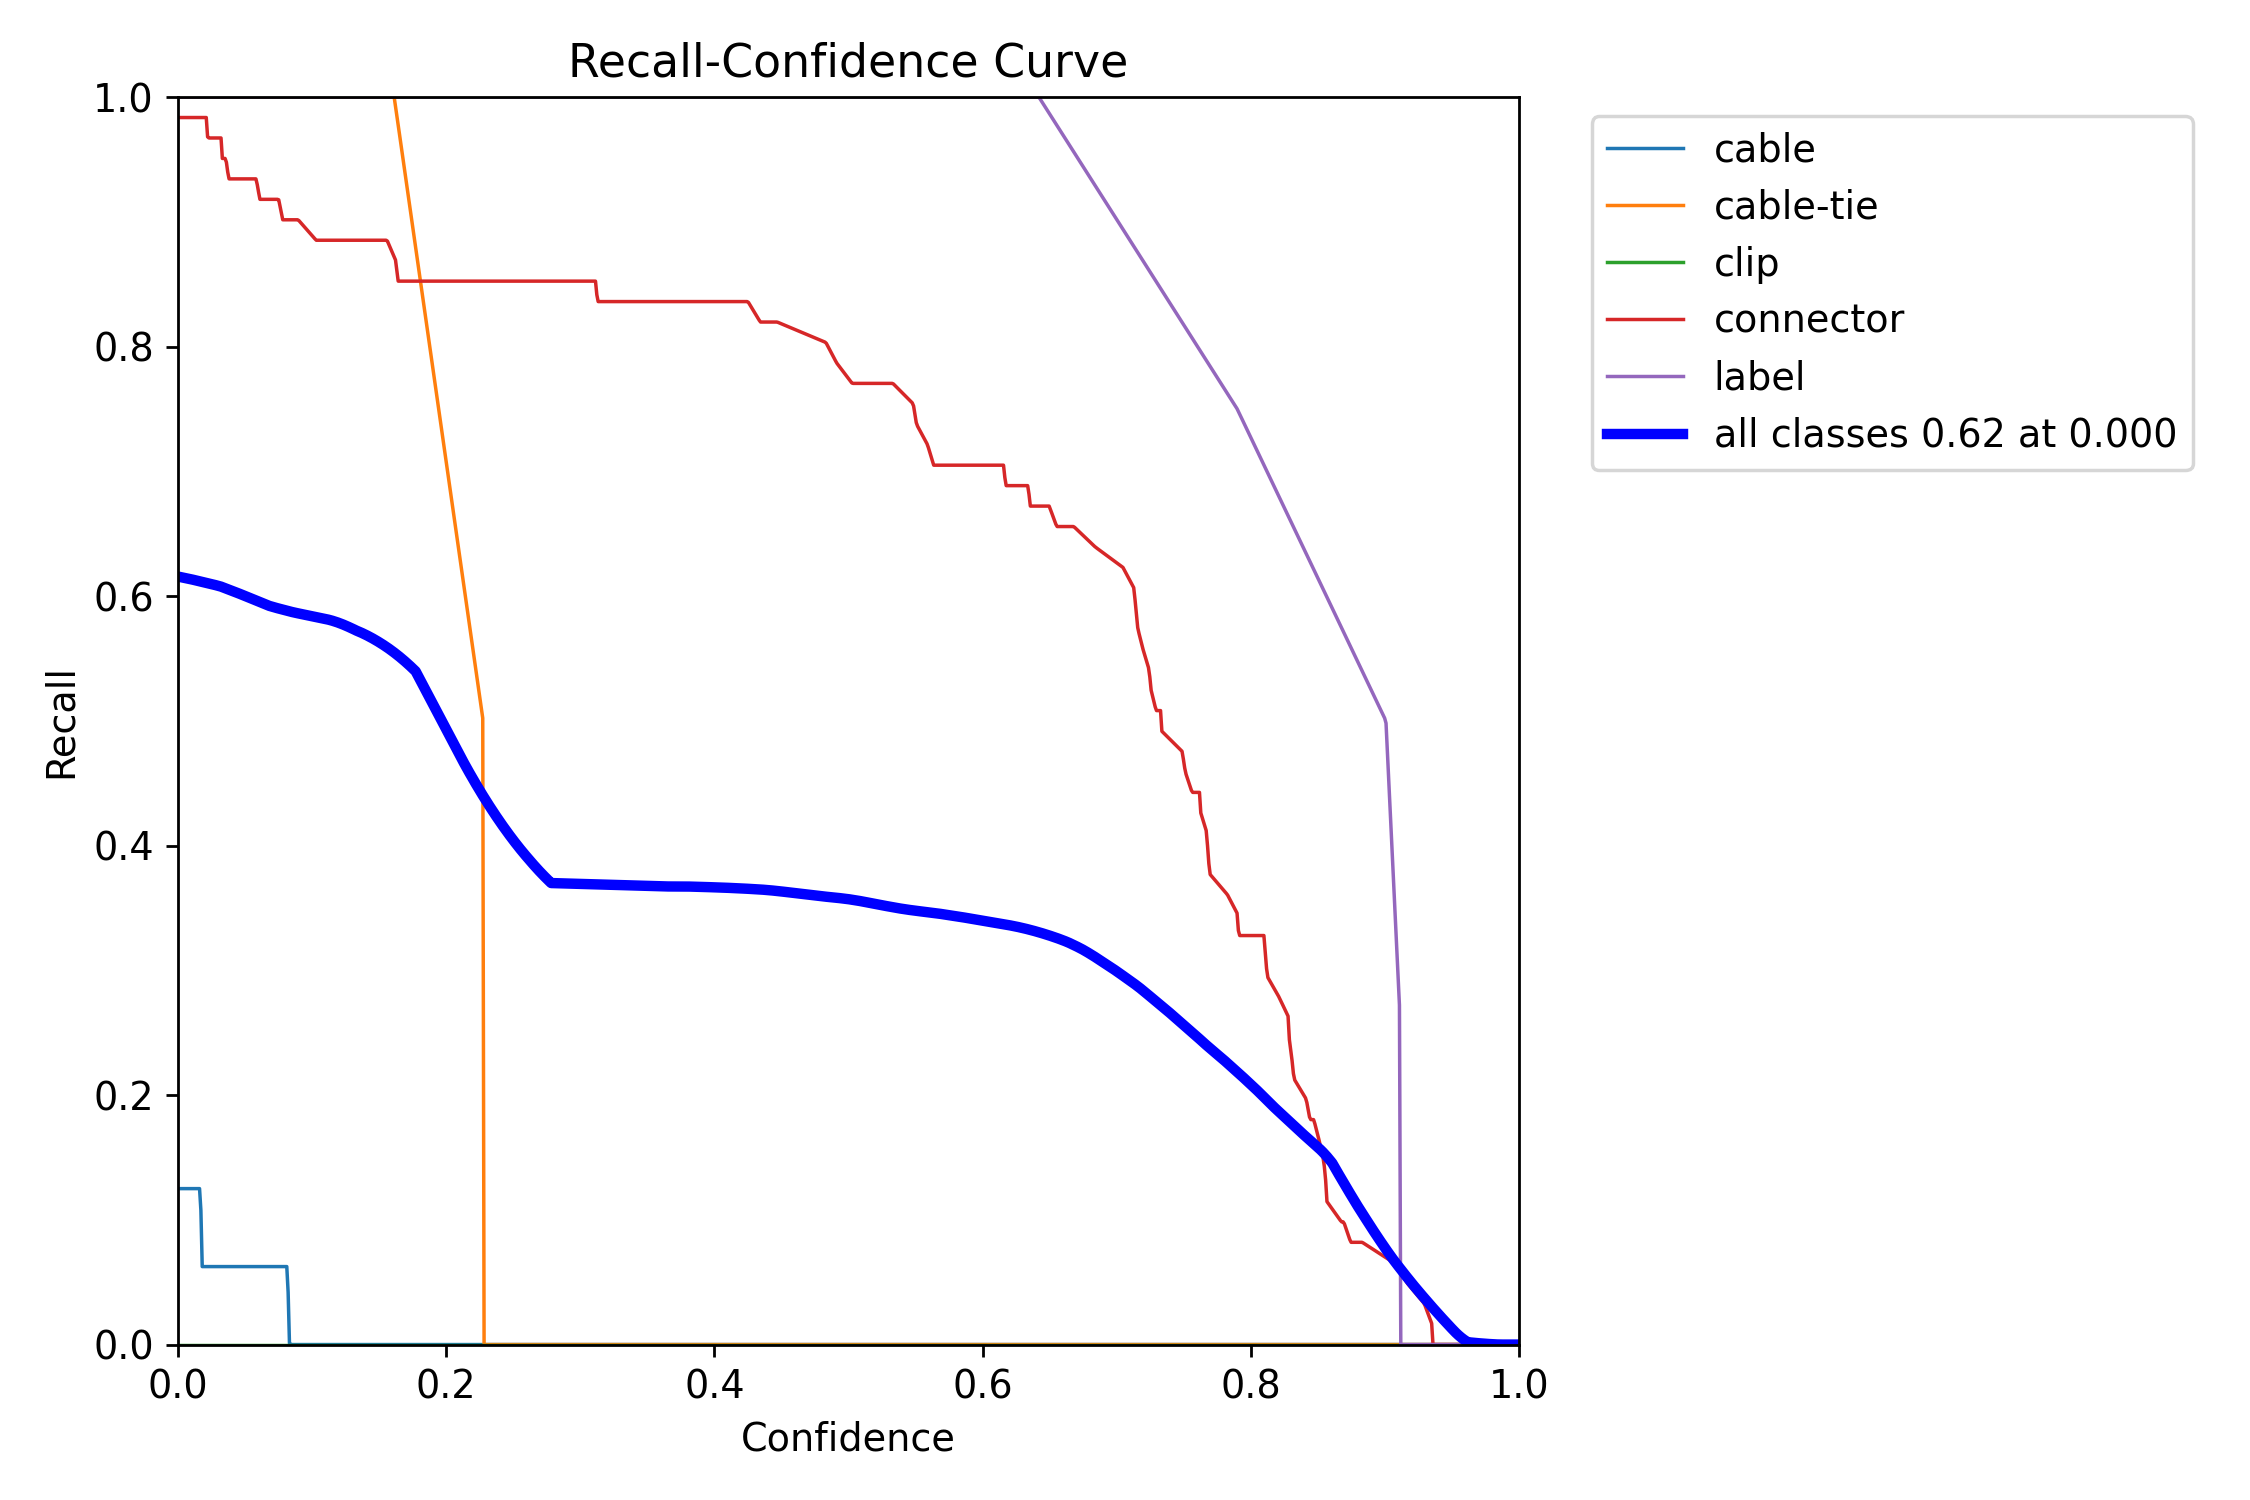 Recall-Confidence Curve
1.0
0.8
0.6
0.4
0.2
0.0
Recall
0.0 0.2 0.4 0.6 0.8 1.0
Confidence
cable
cable-tie
clip
connector
label
all classes 0.62 at 0.000